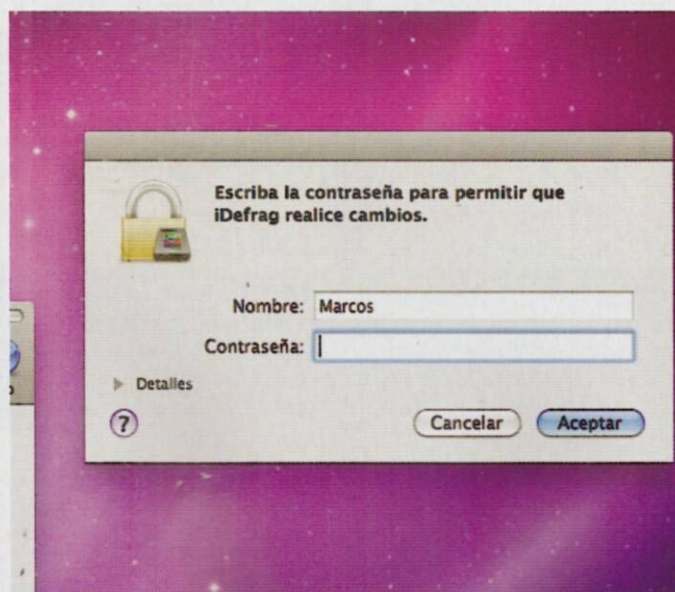 Escriba la contraseña para permitir que
iDefrag realice cambios.
Nombre: Marcos
Contraseña:
Detalles
?
Cancelar
Aceptar